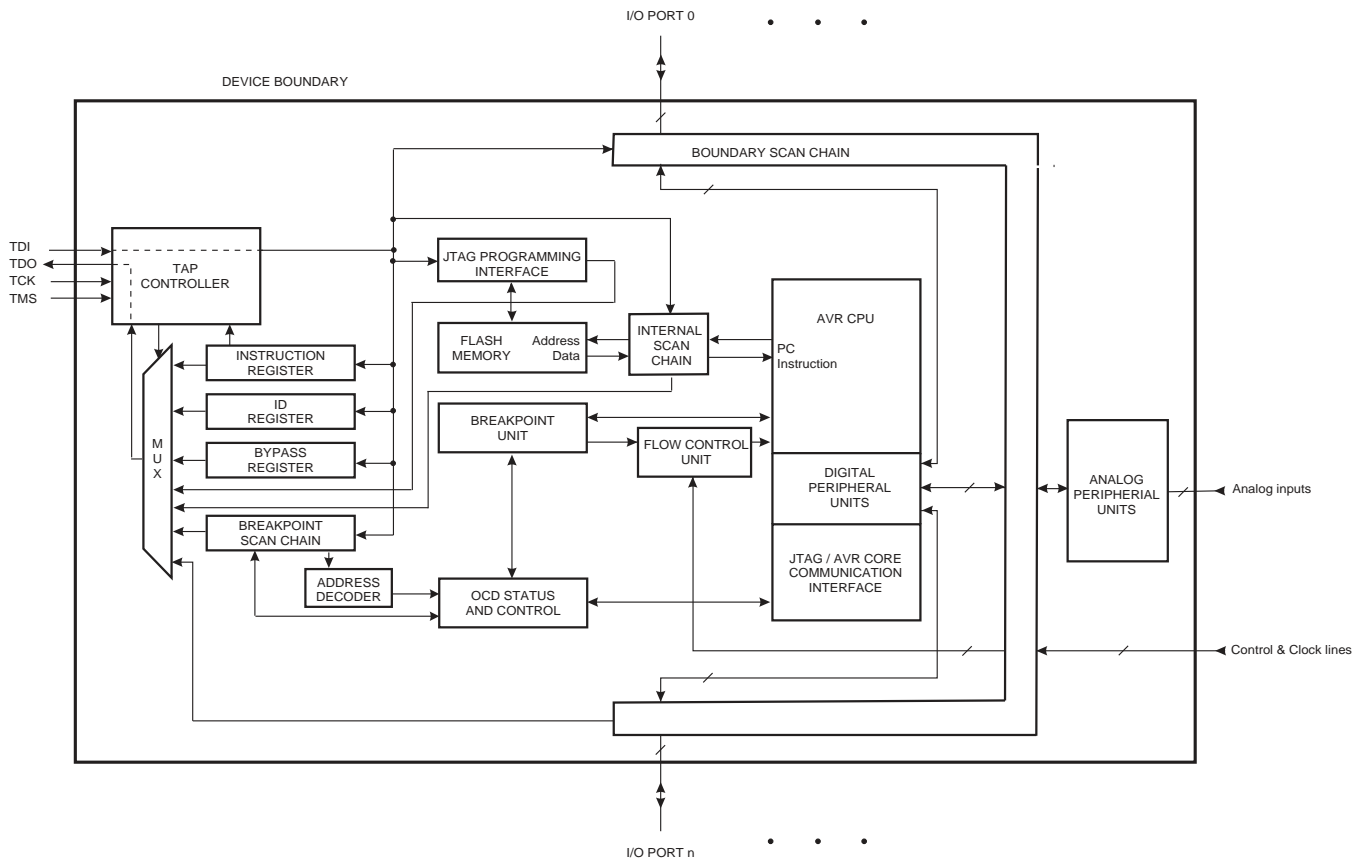 I/O PORT 0
DEVICE BOUNDARY
BOUNDARY SCAN CHAIN
TDI
TDO
TCK
TMS
TAP
CONTROLLER
JTAG PROGRAMMING
INTERFACE
AVR CPU
FLASH
MEMORY
Address
Data
INTERNAL
SCAN
CHAIN
PC
Instruction
INSTRUCTION
REGISTER
ID
REGISTER
M
U
X
BYPASS
REGISTER
BREAKPOINT
UNIT
FLOW CONTROL
UNIT
DIGITAL
PERIPHERAL
UNITS
ANALOG
PERIPHERIAL
UNITS
Analog inputs
BREAKPOINT
SCAN CHAIN
ADDRESS
DECODER
OCD STATUS
AND CONTROL
JTAG / AVR CORE
COMMUNICATION
INTERFACE
Control & Clock lines
I/O PORT n